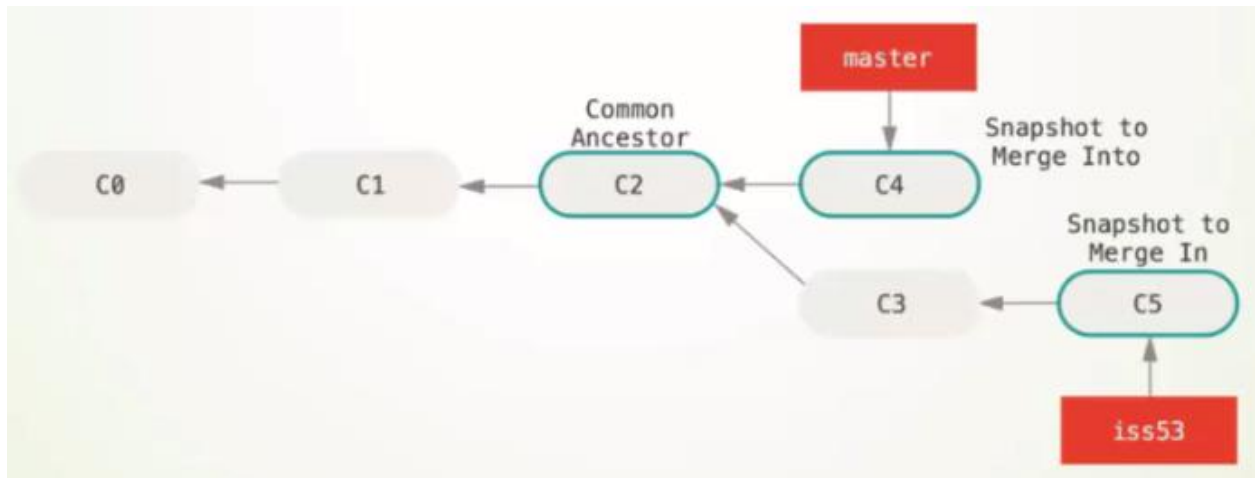 master
Common
Ancestor
Snapshot to
Merge Into
C0
C1
C2
C4
Snapshot to
Merge In
C3
C5
iss53